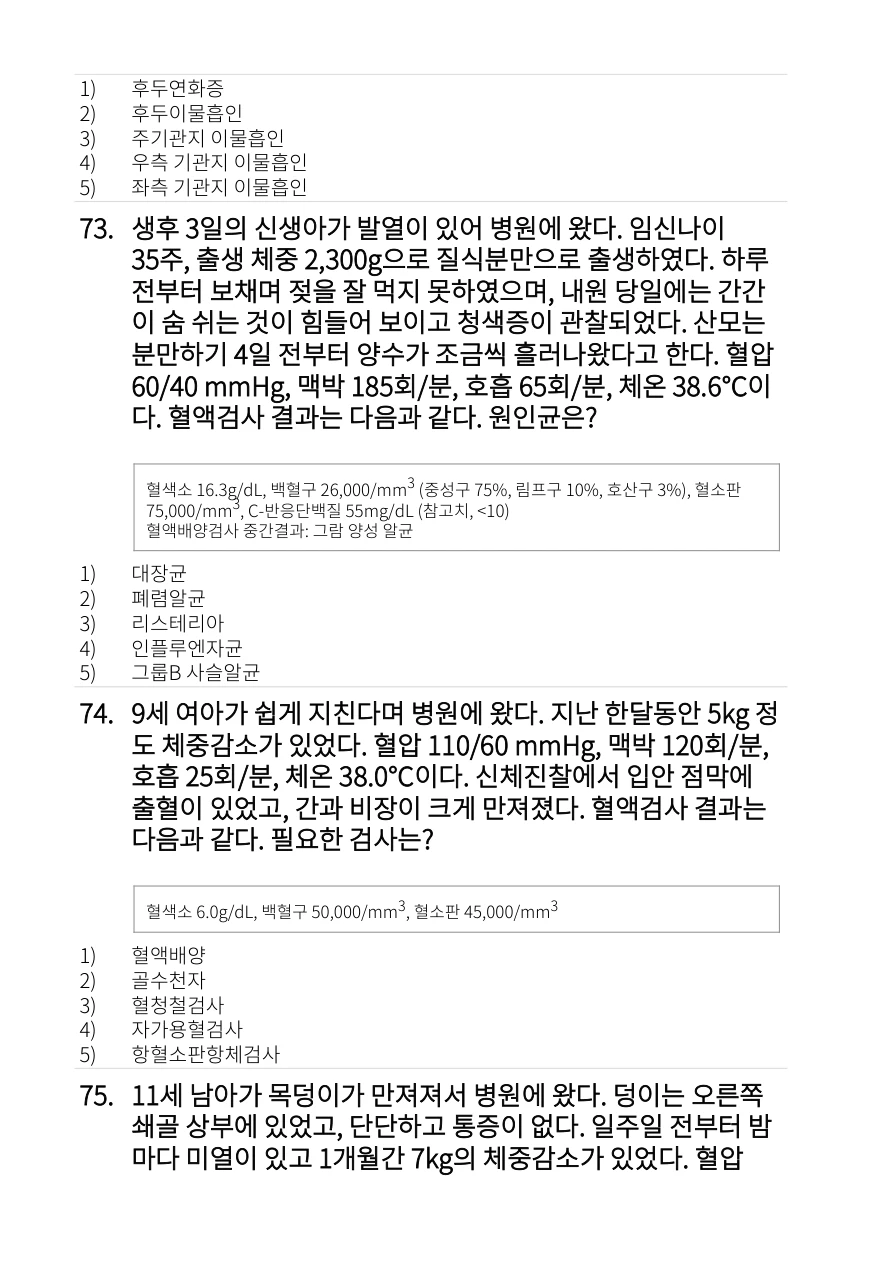 1) 후두연화증
2) 후두이물흡인
3) 주기관지 이물흡인
4) 우측 기관지 이물흡인
5) 좌측 기관지 이물흡인
73. 생후 3일의 신생아가 발열이 있어 병원에 왔다. 임신나이
35주, 출생 체중 2,300g으로 질식분만으로 출생하였다. 하루
전부터 보채며 젖을 잘 먹지 못하였으며, 내원 당일에는 간간
이 숨 쉬는 것이 힘들어 보이고 청색증이 관찰되었다. 산모는
분만하기 4일 전부터 양수가 조금씩 흘러나왔다고 한다. 혈압
60/40 mmHg, 맥박 185회/분, 호흡 65회/분, 체온 38.6℃이
다. 혈액검사 결과는 다음과 같다. 원인균은?
혈색소 16.3g/dL, 백혈구 26,000/mm³ (중성구 75%, 림프구 10%, 호산구 3%), 혈소판
75,000/mm³, C-반응단백질 55mg/dL (참고치, <10)
혈액배양검사 중간결과: 그람 양성 알균
1) 대장균
2) 폐렴알균
3) 리스테리아
4) 인플루엔자균
5) 그룹B 사슬알균
74. 9세 여아가 쉽게 지친다며 병원에 왔다. 지난 한달동안 5kg 정
도 체중감소가 있었다. 혈압 110/60 mmHg, 맥박 120회/분,
호흡 25회/분, 체온 38.0℃이다. 신체진찰에서 입안 점막에
출혈이 있었고, 간과 비장이 크게 만져졌다. 혈액검사 결과는
다음과 같다. 필요한 검사는?
혈색소 6.0g/dL, 백혈구 50,000/mm³, 혈소판 45,000/mm³
1) 혈액배양
2) 골수천자
3) 혈청철검사
4) 자가용혈검사
5) 항혈소판항체검사
75. 11세 남아가 목덩이가 만져져서 병원에 왔다. 덩이는 오른쪽
쇄골 상부에 있었고, 단단하고 통증이 없다. 일주일 전부터 밤
마다 미열이 있고 1개월간 7kg의 체중감소가 있었다. 혈압